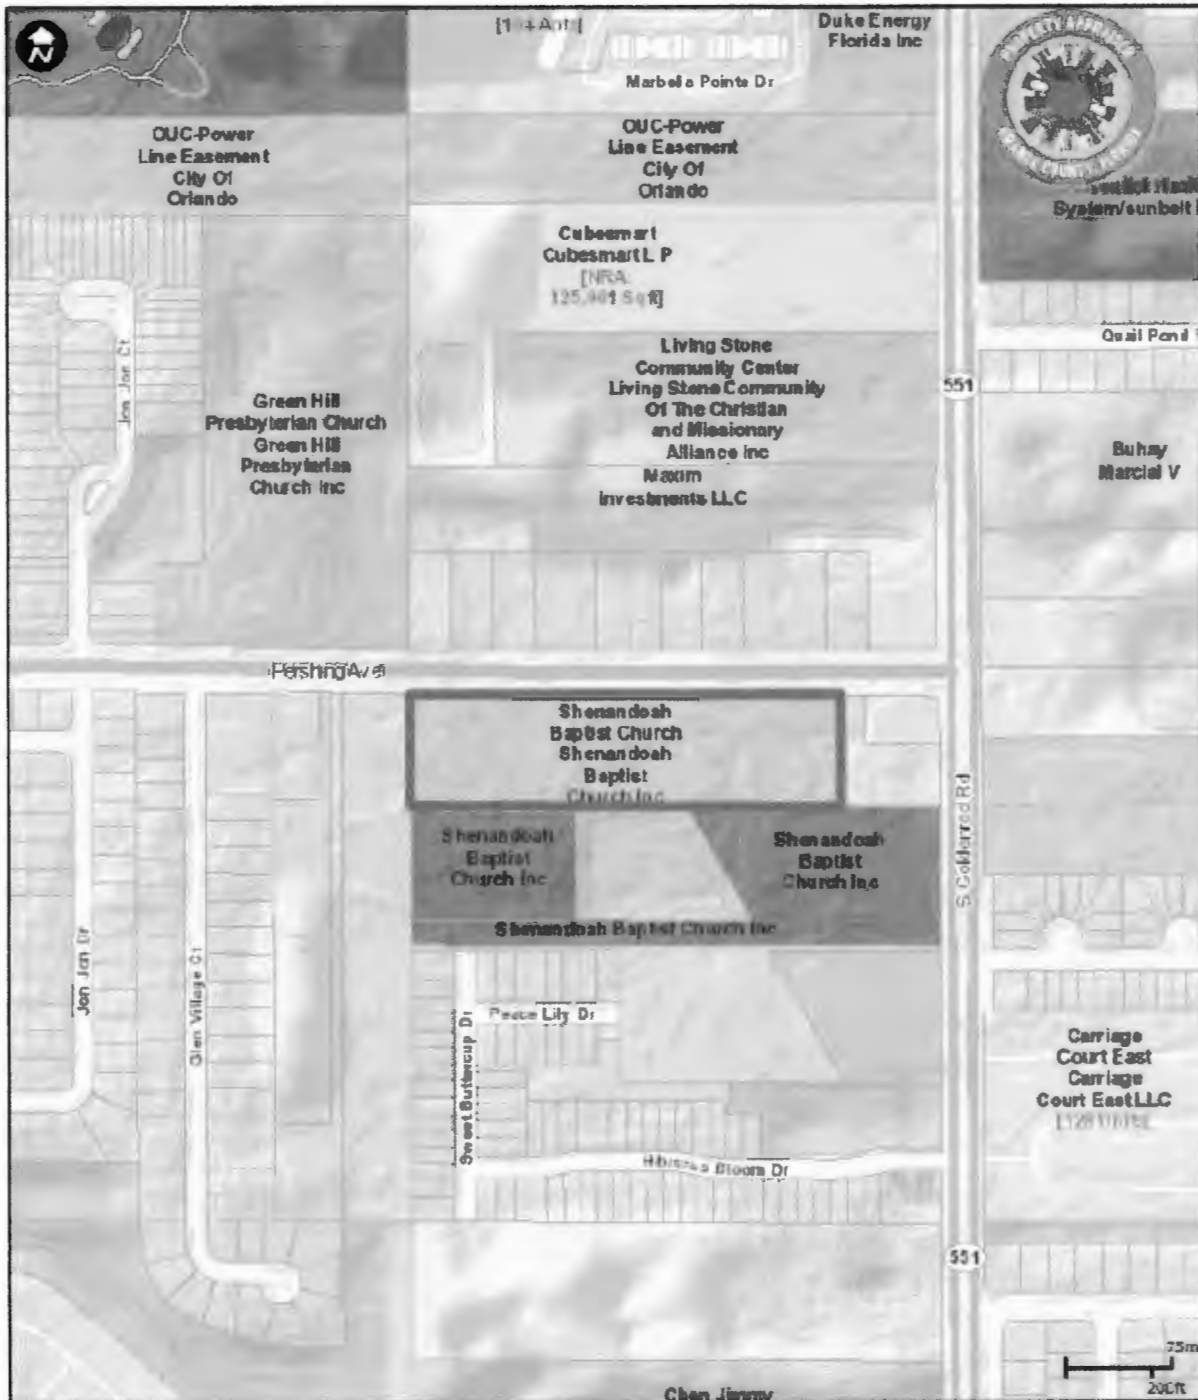 N
Duke Energy
Florida Inc
Marbella Pointe Dr
OUC-Power
Line Easement
City Of
Orlando
OUC-Power
Line Easement
City Of
Orlando
System/sunbelt
Cubesmart
Cubesmart L P
[NRA:
Sqft]
Quail Pond
Living Stone
Community Center
Living Stone Community
Of The Christian
and Missionary
Alliance Inc
551
Jon Jon Ct
Green Hill
Presbyterian Church
Green Hill
Presbyterian
Church Inc
Buhay
Marcial V
Maxim
Investments LLC
Pershing Ave
Shenandoah
Baptist Church
Shenandoah
Baptist
Church Inc
Shenandoah
Baptist
Church Inc
Shenandoah
Baptist
Church Inc
S Goldenrod Rd
Shenandoah Baptist Church Inc
Jon Jon Dr
Glen Village Ct
Peace Lily Dr
Sweet Buttercup Dr
Carriage
Court East
Carriage
Court East LLC
[128 Units]
Hibiscus Bloom Dr
551
75m
200ft
Chen Jimmy